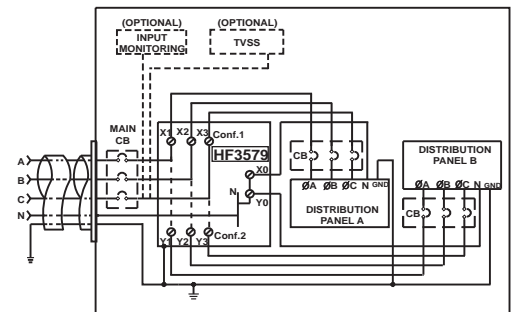 (OPTIONAL)
INPUT
MONITORING
(OPTIONAL)
TVSS
MAIN
CB
X1 X2 X3 Conf.1
HF3579
X0
N
Y0
Conf.2
Y1 Y2 Y3
A
B
C
N
CB
ØA ØB ØC N GND
DISTRIBUTION
PANEL A
DISTRIBUTION
PANEL B
ØA ØB ØC N GND
CB